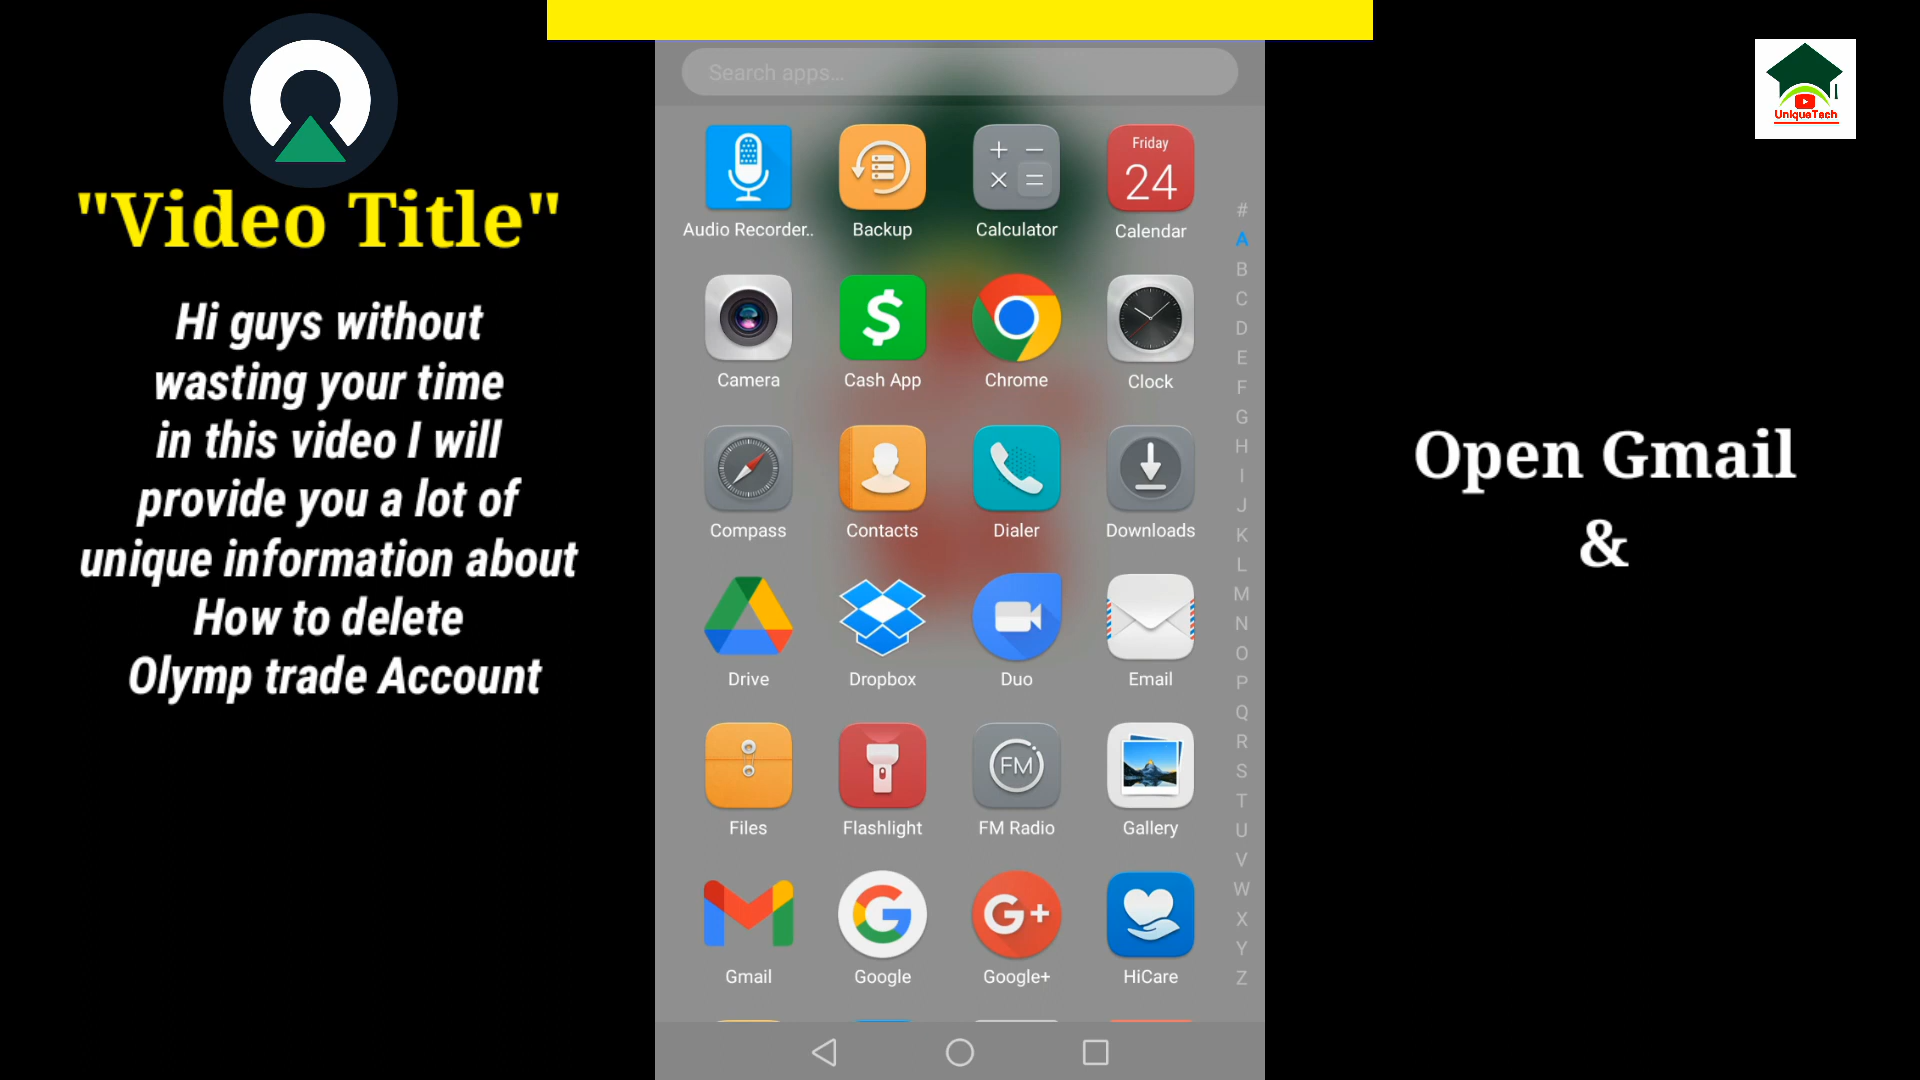 "Video Title"
Hi guys without
wasting your time
in this video I will
provide you a lot of
unique information about
How to delete
Olymp trade Account
Search apps...
Friday
24
Audio Recorder..
Backup
Calculator
Calendar
Camera
Cash App
Chrome
Clock
Compass
Contacts
Dialer
Downloads
Drive
Dropbox
Duo
Email
FM
Files
Flashlight
FM Radio
Gallery
G+
Gmail
Google
Google+
HiCare
#
A
B
C
D
E
F
G
H
I
J
K
L
M
N
O
P
Q
R
S
T
U
V
W
X
Y
Z
UniqueTech
Open Gmail
&